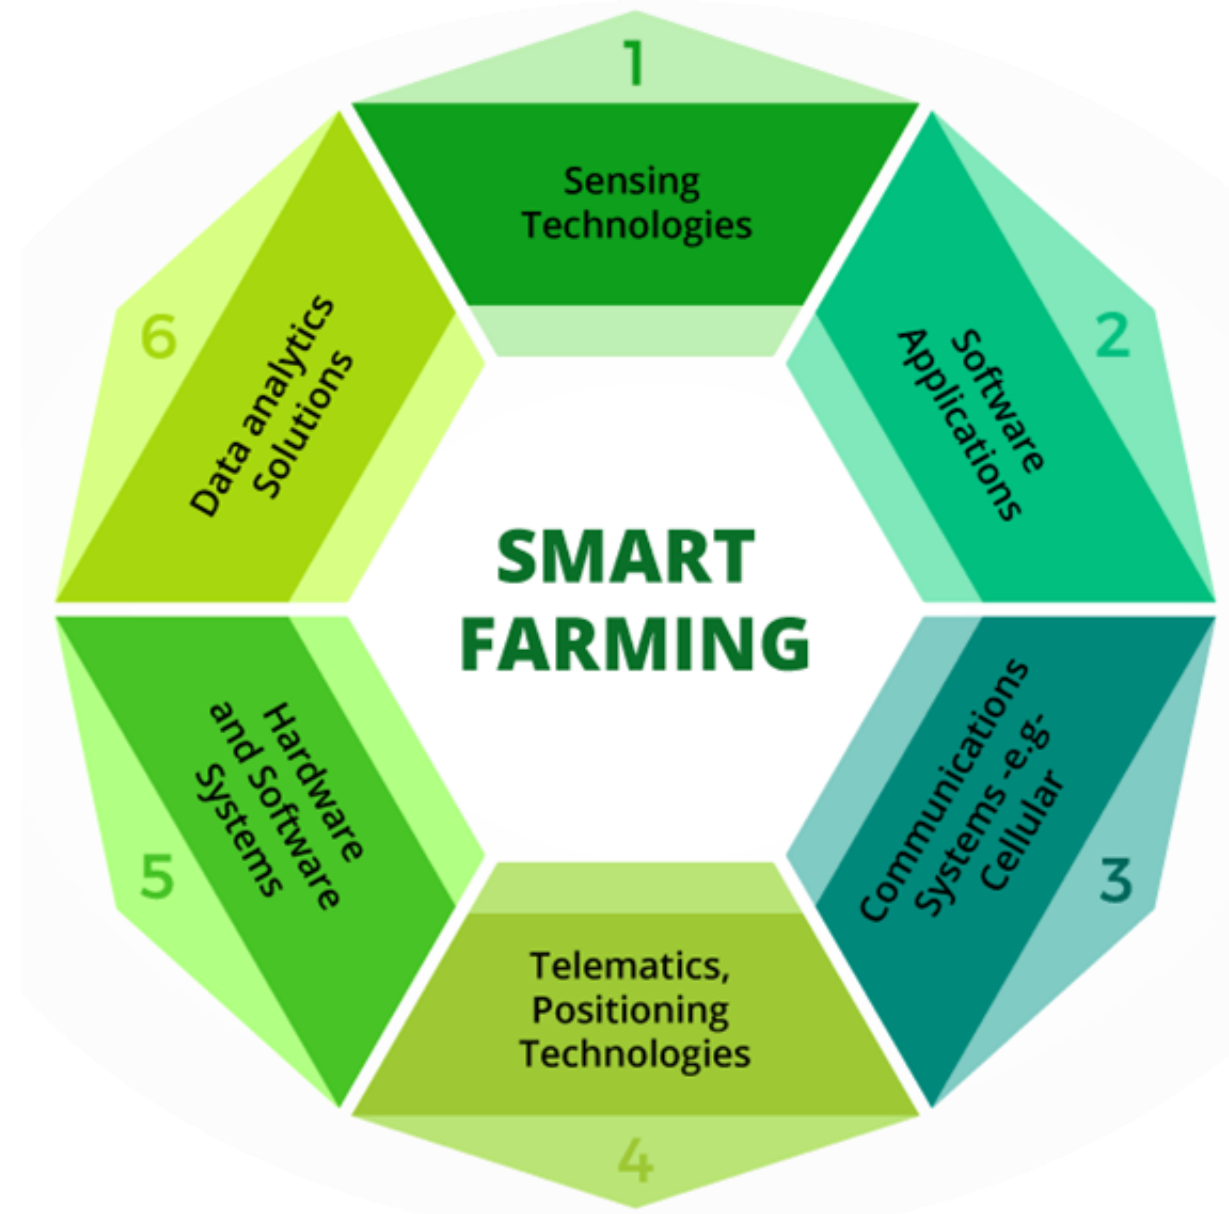 1
Sensing
Technologies
2
Software
Applications
3
Communications
Systems -e.g-
Cellular
4
Telematics,
Positioning
Technologies
5
Hardware
and Software
Systems
6
Data analytics
Solutions
SMART
FARMING